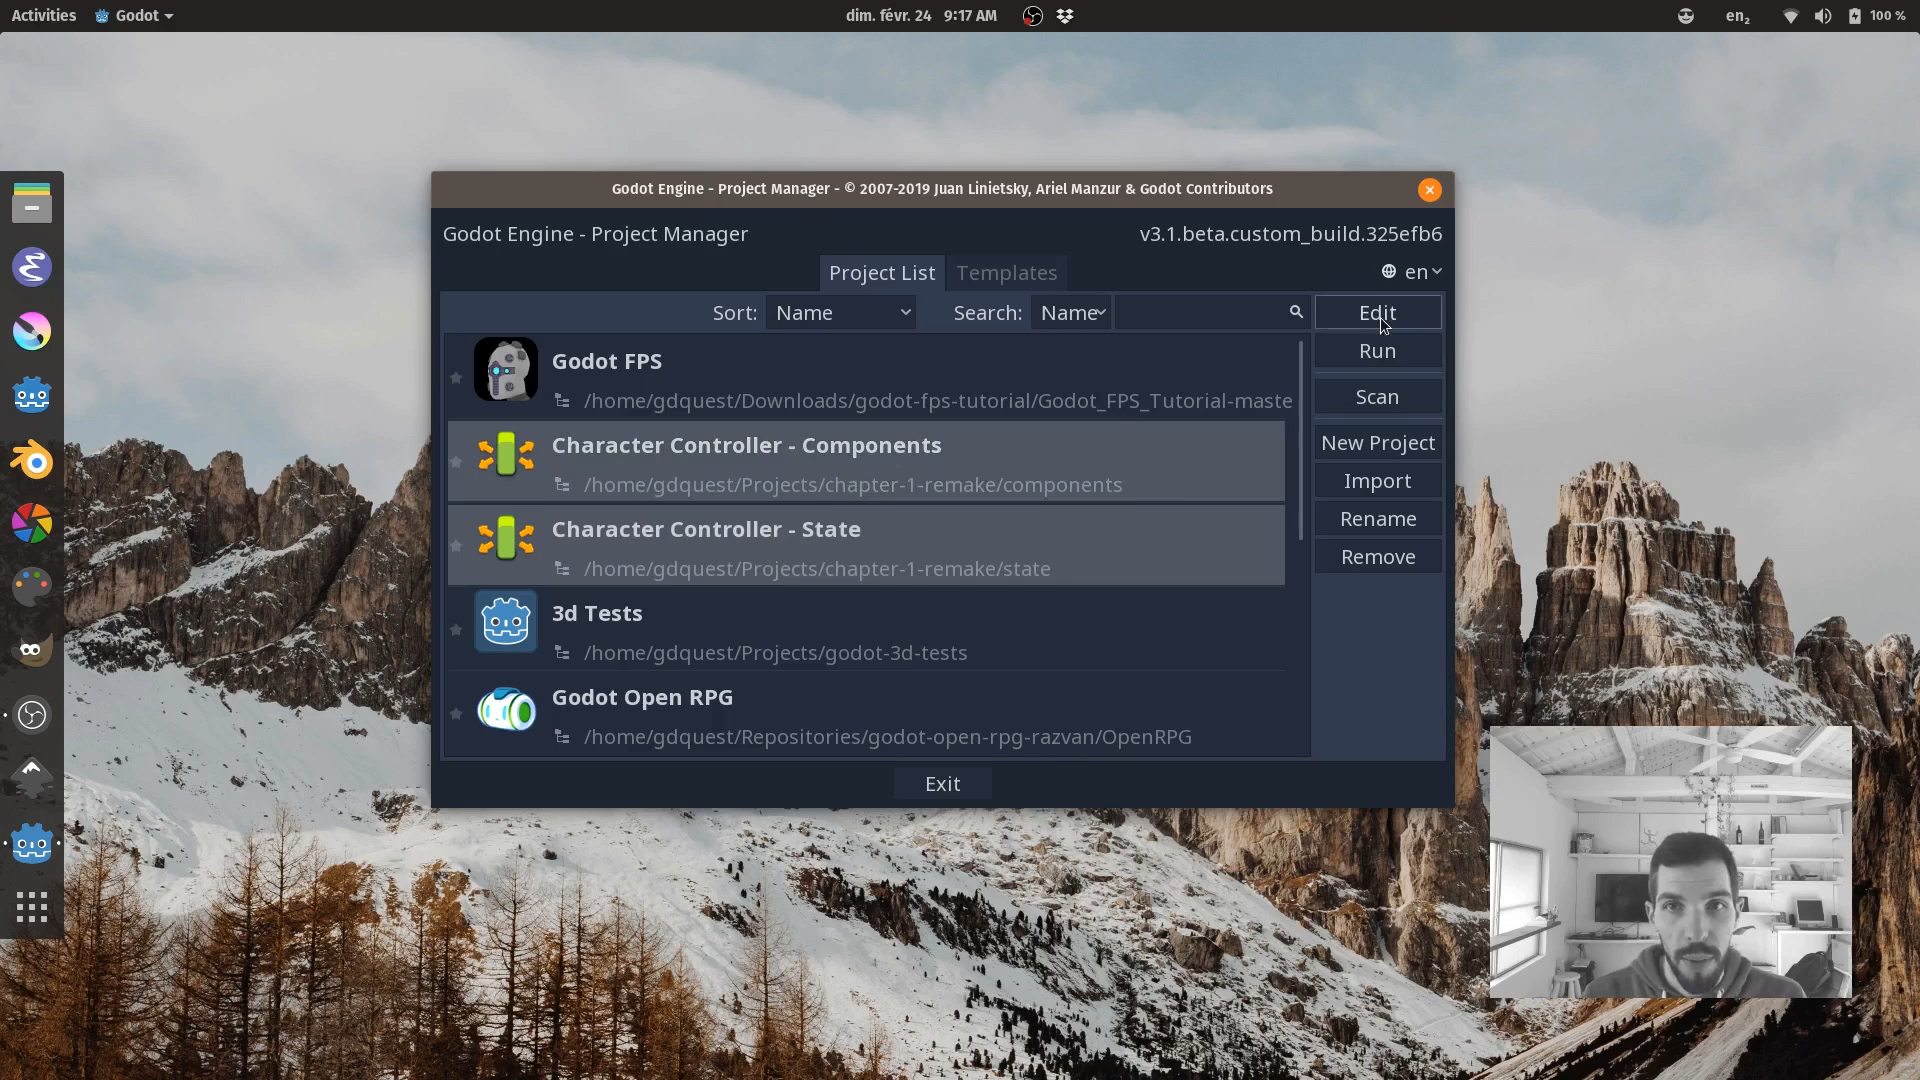 Activities Godot dim. févr. 24 9:17 AM en₂ 100 %
Godot Engine - Project Manager - © 2007-2019 Juan Linietsky, Ariel Manzur & Godot Contributors
Godot Engine - Project Manager v3.1.beta.custom_build.325efb6
Project List Templates en
Sort: Name Search: Name Edit
Run
Godot FPS
/home/gdquest/Downloads/godot-fps-tutorial/Godot_FPS_Tutorial-maste
Scan
Character Controller - Components
/home/gdquest/Projects/chapter-1-remake/components
New Project
Import
Character Controller - State
/home/gdquest/Projects/chapter-1-remake/state
Rename
Remove
3d Tests
/home/gdquest/Projects/godot-3d-tests
Godot Open RPG
/home/gdquest/Repositories/godot-open-rpg-razvan/OpenRPG
Exit